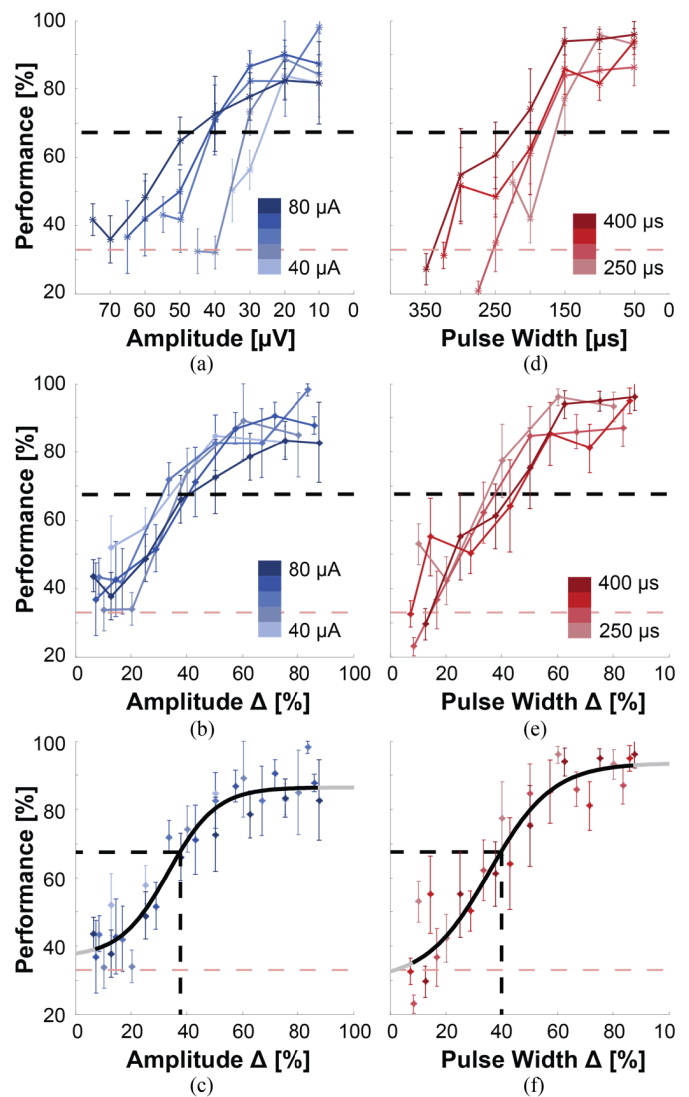 100
80
60
40
20
Performance [%]
80 µA
40 µA
70 60 50 40 30 20 10 0
Amplitude [µV]
(a)
400 µs
250 µs
350 250 150 50 0
Pulse Width [µs]
(d)
100
80
60
40
20
Performance [%]
80 µA
40 µA
0 20 40 60 80 100
Amplitude Δ [%]
(b)
400 µs
250 µs
0 20 40 60 80 10
Pulse Width Δ [%]
(e)
100
80
60
40
20
Performance [%]
0 20 40 60 80 100
Amplitude Δ [%]
(c)
0 20 40 60 80 10
Pulse Width Δ [%]
(f)